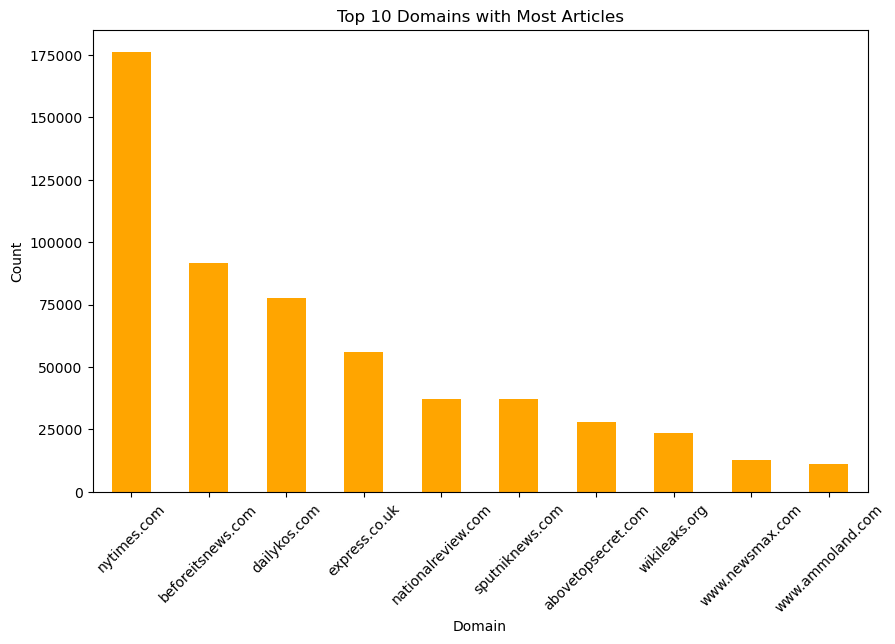 Top 10 Domains with Most Articles
Count
175000
150000
125000
100000
75000
50000
25000
0
nytimes.com
beforeitsnews.com
dailykos.com
express.co.uk
nationalreview.com
sputniknews.com
abovetopsecret.com
wikileaks.org
www.newsmax.com
www.ammoland.com
Domain